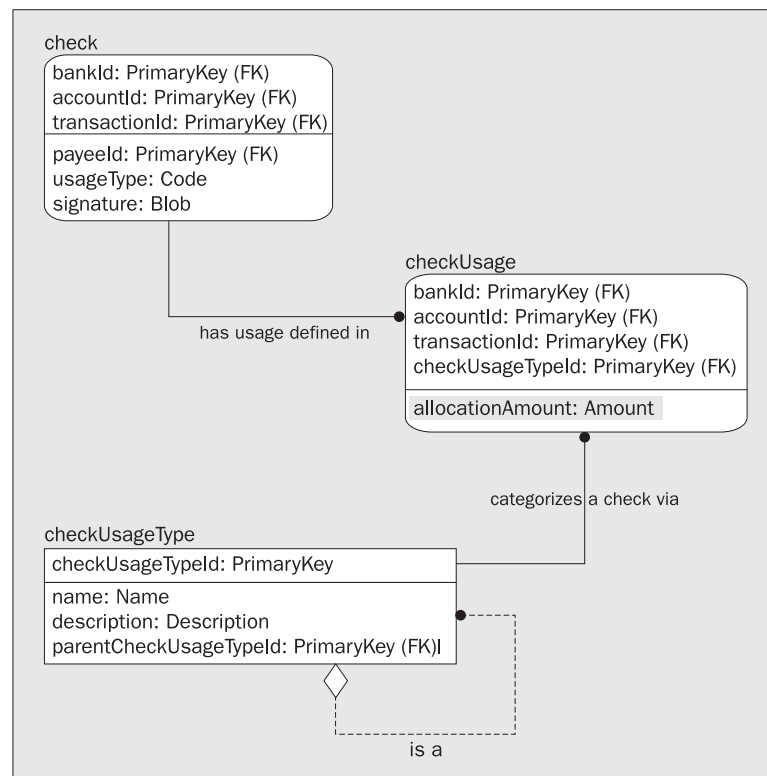 check
bankId: PrimaryKey (FK)
accountId: PrimaryKey (FK)
transactionId: PrimaryKey (FK)
payeeId: PrimaryKey (FK)
usageType: Code
signature: Blob
has usage defined in
checkUsage
bankId: PrimaryKey (FK)
accountId: PrimaryKey (FK)
transactionId: PrimaryKey (FK)
checkUsageTypeId: PrimaryKey (FK)
allocationAmount: Amount
categorizes a check via
checkUsageType
checkUsageTypeId: PrimaryKey
name: Name
description: Description
parentCheckUsageTypeId: PrimaryKey (FK)l
is a